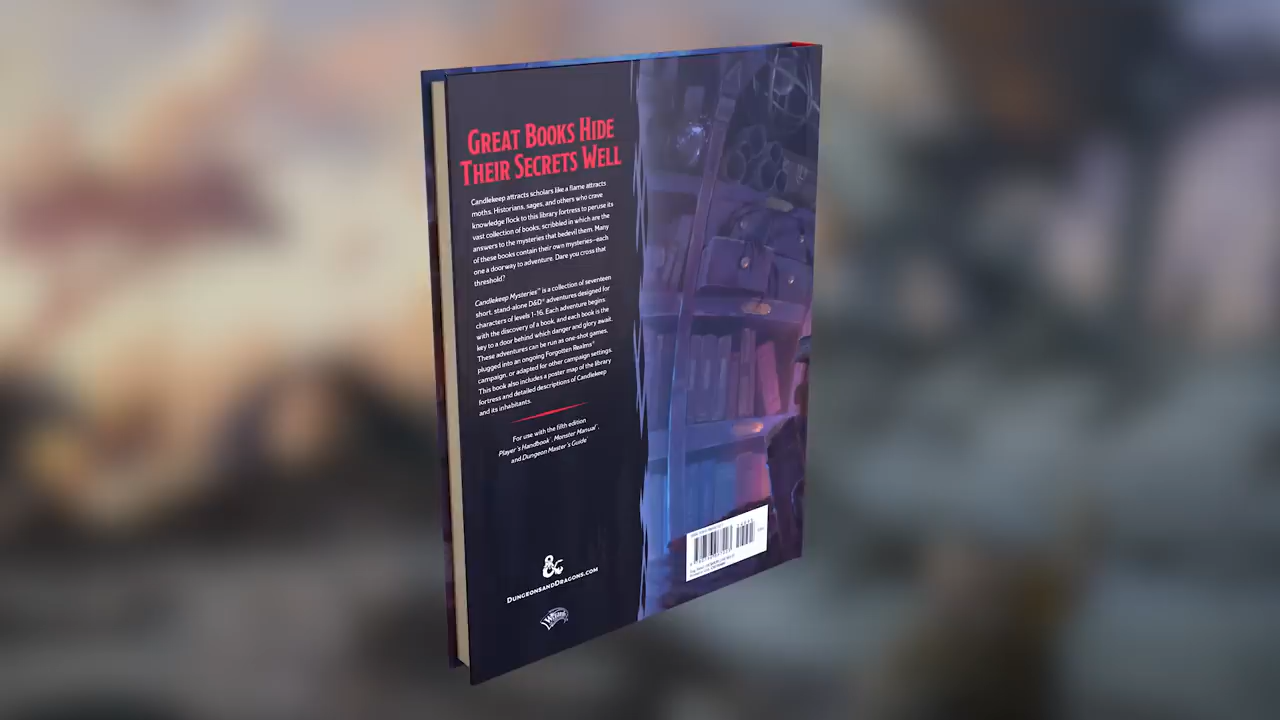 GREAT BOOKS HIDE
THEIR SECRETS WELL
Candlekeep attracts scholars like a flame attracts
moths. Historians, sages, and others who crave
knowledge flock to this library fortress to peruse its
vast collection of books, scribbled in which are the
answers to the mysteries that bedevil them. Many
of these books contain their own mysteries—each
one a doorway to adventure. Dare you cross that
threshold?
Candlekeep Mysteries™ is a collection of seventeen
short, stand-alone D&D® adventures designed for
characters of levels 1-16. Each adventure begins
with the discovery of a book, and each book is the
key to a door behind which danger and glory await.
These adventures can be run as one-shot games,
plugged into an ongoing Forgotten Realms®
campaign, or adapted for other campaign settings.
This book also includes a poster map of the library
fortress and detailed descriptions of Candlekeep
and its inhabitants.
For use with the fifth edition
Player's Handbook®, Monster Manual®,
and Dungeon Master's Guide®
&
DUNGEONSANDDRAGONS.COM
Wizards